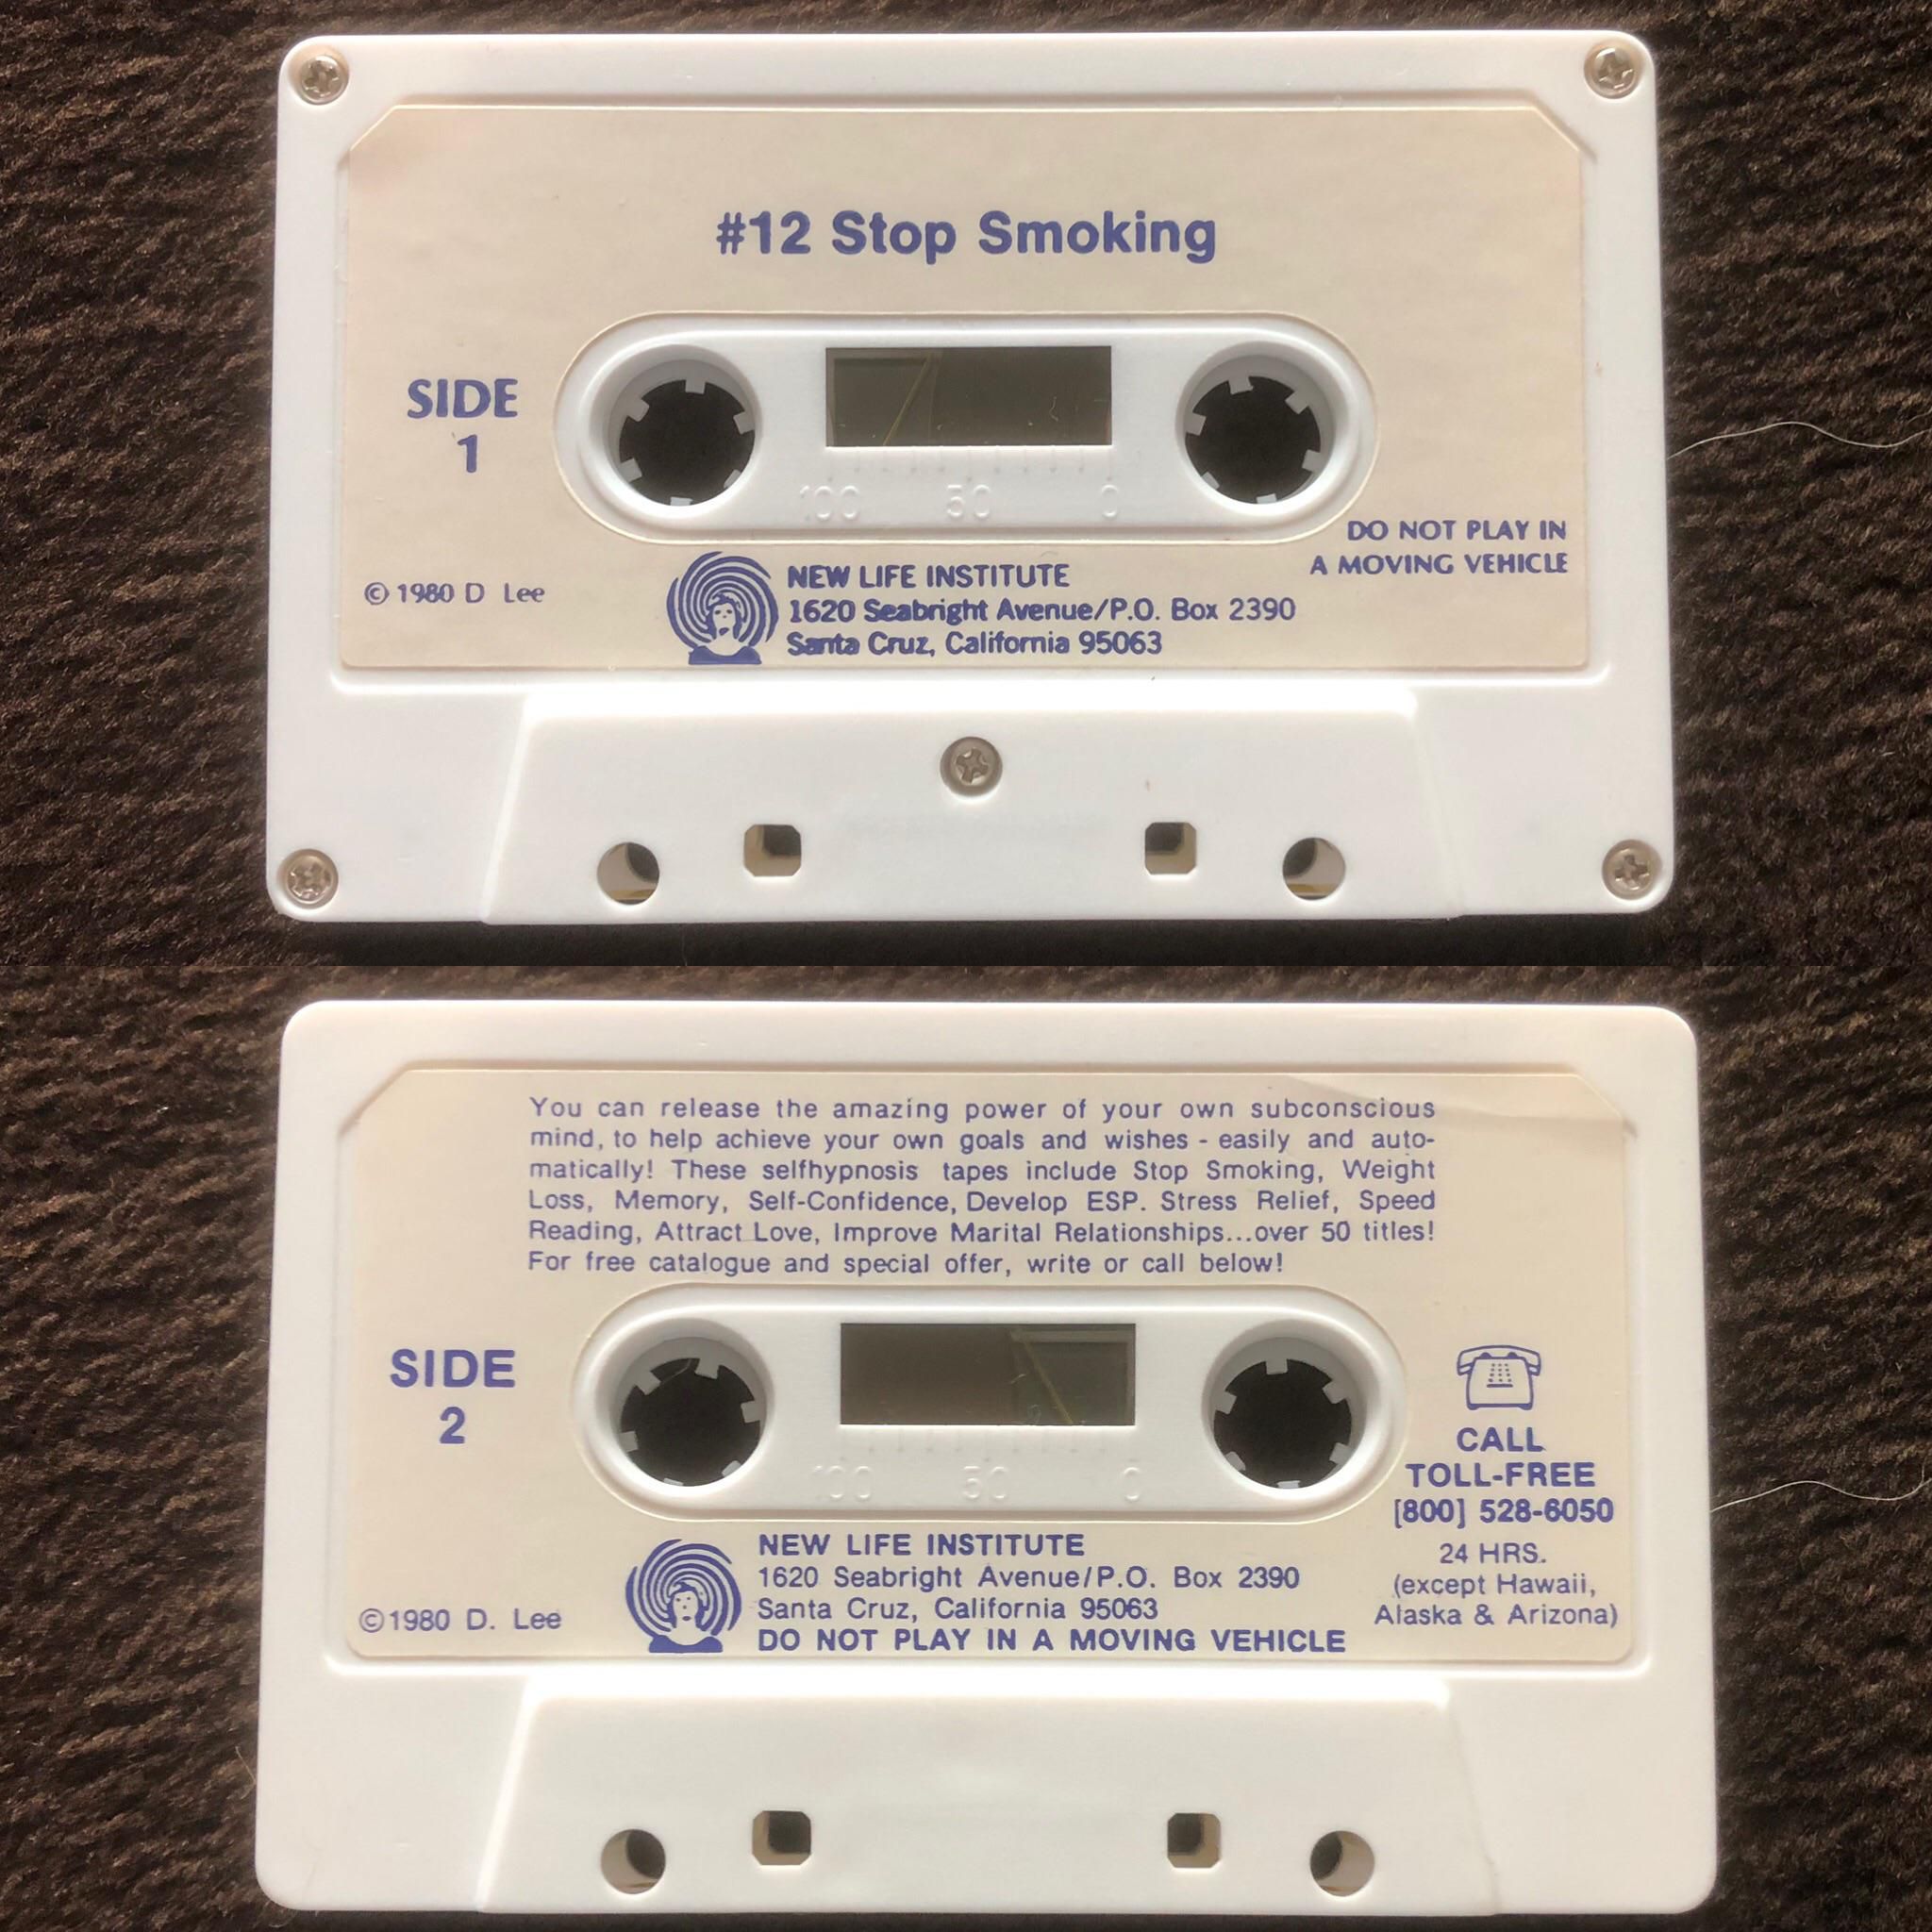 #12 Stop Smoking
SIDE
1
100 50 0
DO NOT PLAY IN
A MOVING VEHICLE
© 1980 D Lee
NEW LIFE INSTITUTE
1620 Seabright Avenue/P.O. Box 2390
Santa Cruz, California 95063
You can release the amazing power of your own subconscious
mind, to help achieve your own goals and wishes - easily and auto-
matically! These selfhypnosis tapes include Stop Smoking, Weight
Loss, Memory, Self-Confidence, Develop ESP. Stress Relief, Speed
Reading, Attract Love, Improve Marital Relationships...over 50 titles!
For free catalogue and special offer, write or call below!
SIDE
2
100 50 0
CALL
TOLL-FREE
[800] 528-6050
24 HRS.
(except Hawaii,
Alaska & Arizona)
©1980 D. Lee
NEW LIFE INSTITUTE
1620 Seabright Avenue/P.O. Box 2390
Santa Cruz, California 95063
DO NOT PLAY IN A MOVING VEHICLE